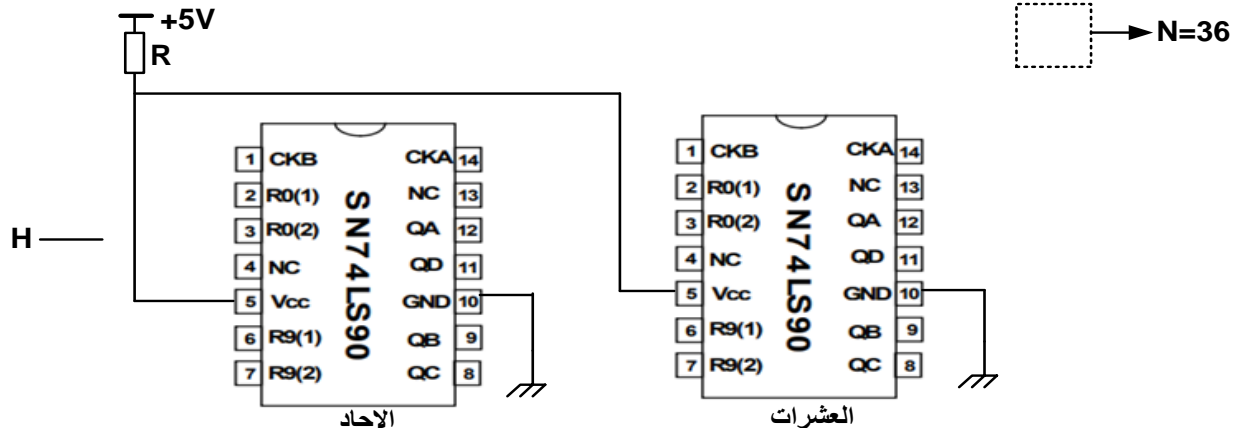 +5V
R
N=36
H
1 CKB CKA 14
2 R0(1) NC 13
3 R0(2) QA 12
4 NC QD 11
5 Vcc GND 10
6 R9(1) QB 9
7 R9(2) QC 8
SN74LS90
الاحاد
1 CKB CKA 14
2 R0(1) NC 13
3 R0(2) QA 12
4 NC QD 11
5 Vcc GND 10
6 R9(1) QB 9
7 R9(2) QC 8
SN74LS90
العشرات